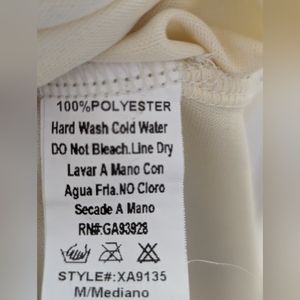 100%POLYESTER
Hard Wash Cold Water
DO Not Bleach.Line Dry
Lavar A Mano Con
Agua Fria.NO Cloro
Secade A Mano
RN#:GA93928
STYLE#:XA9135
M/Mediano